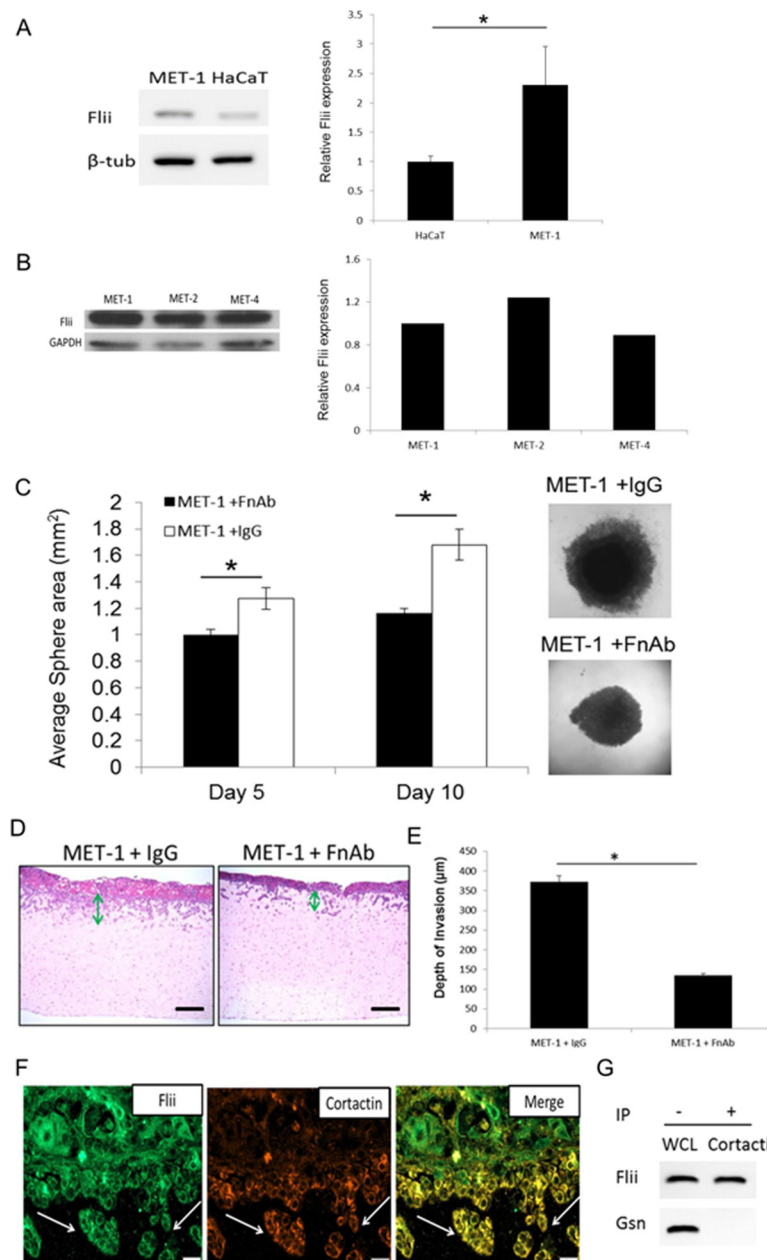 A
MET-1 HaCaT
Flii
β-tub
Relative Flii expression
3.5
3
2.5
2
1.5
1
0.5
0
*
HaCaT
MET-1
B
MET-1 MET-2 MET-4
Flii
GAPDH
Relative Flii expression
1.6
1.2
0.8
0.4
0
MET-1
MET-2
MET-4
C
Average Sphere area (mm²)
2
1.8
1.6
1.4
1.2
1
0.8
0.6
0.4
0.2
0
MET-1 +FnAb
MET-1 +IgG
*
*
Day 5
Day 10
MET-1 +IgG
MET-1 +FnAb
D
MET-1 + IgG
MET-1 + FnAb
E
Depth of Invasion (µm)
450
400
350
300
250
200
150
100
50
0
*
MET-1 + IgG
MET-1 + FnAb
F
Flii
Cortactin
Merge
G
IP - +
WCL Cortacti
Flii
Gsn